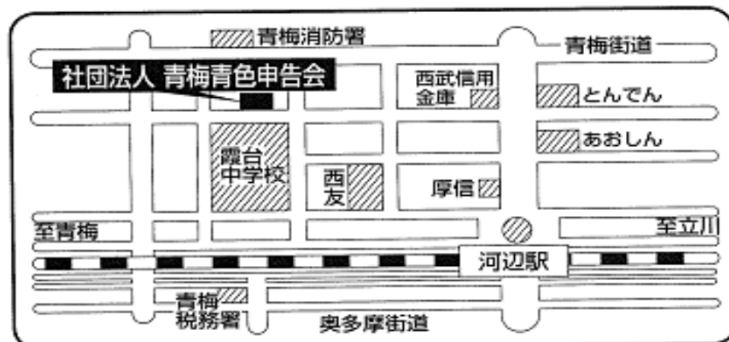 青梅消防署
青梅街道
社団法人 青梅青色申告会
西武信用
金庫
とんでん
あおしん
霞台
中学校
西友
厚信
至青梅
至立川
河辺駅
青梅
税務署
奥多摩街道